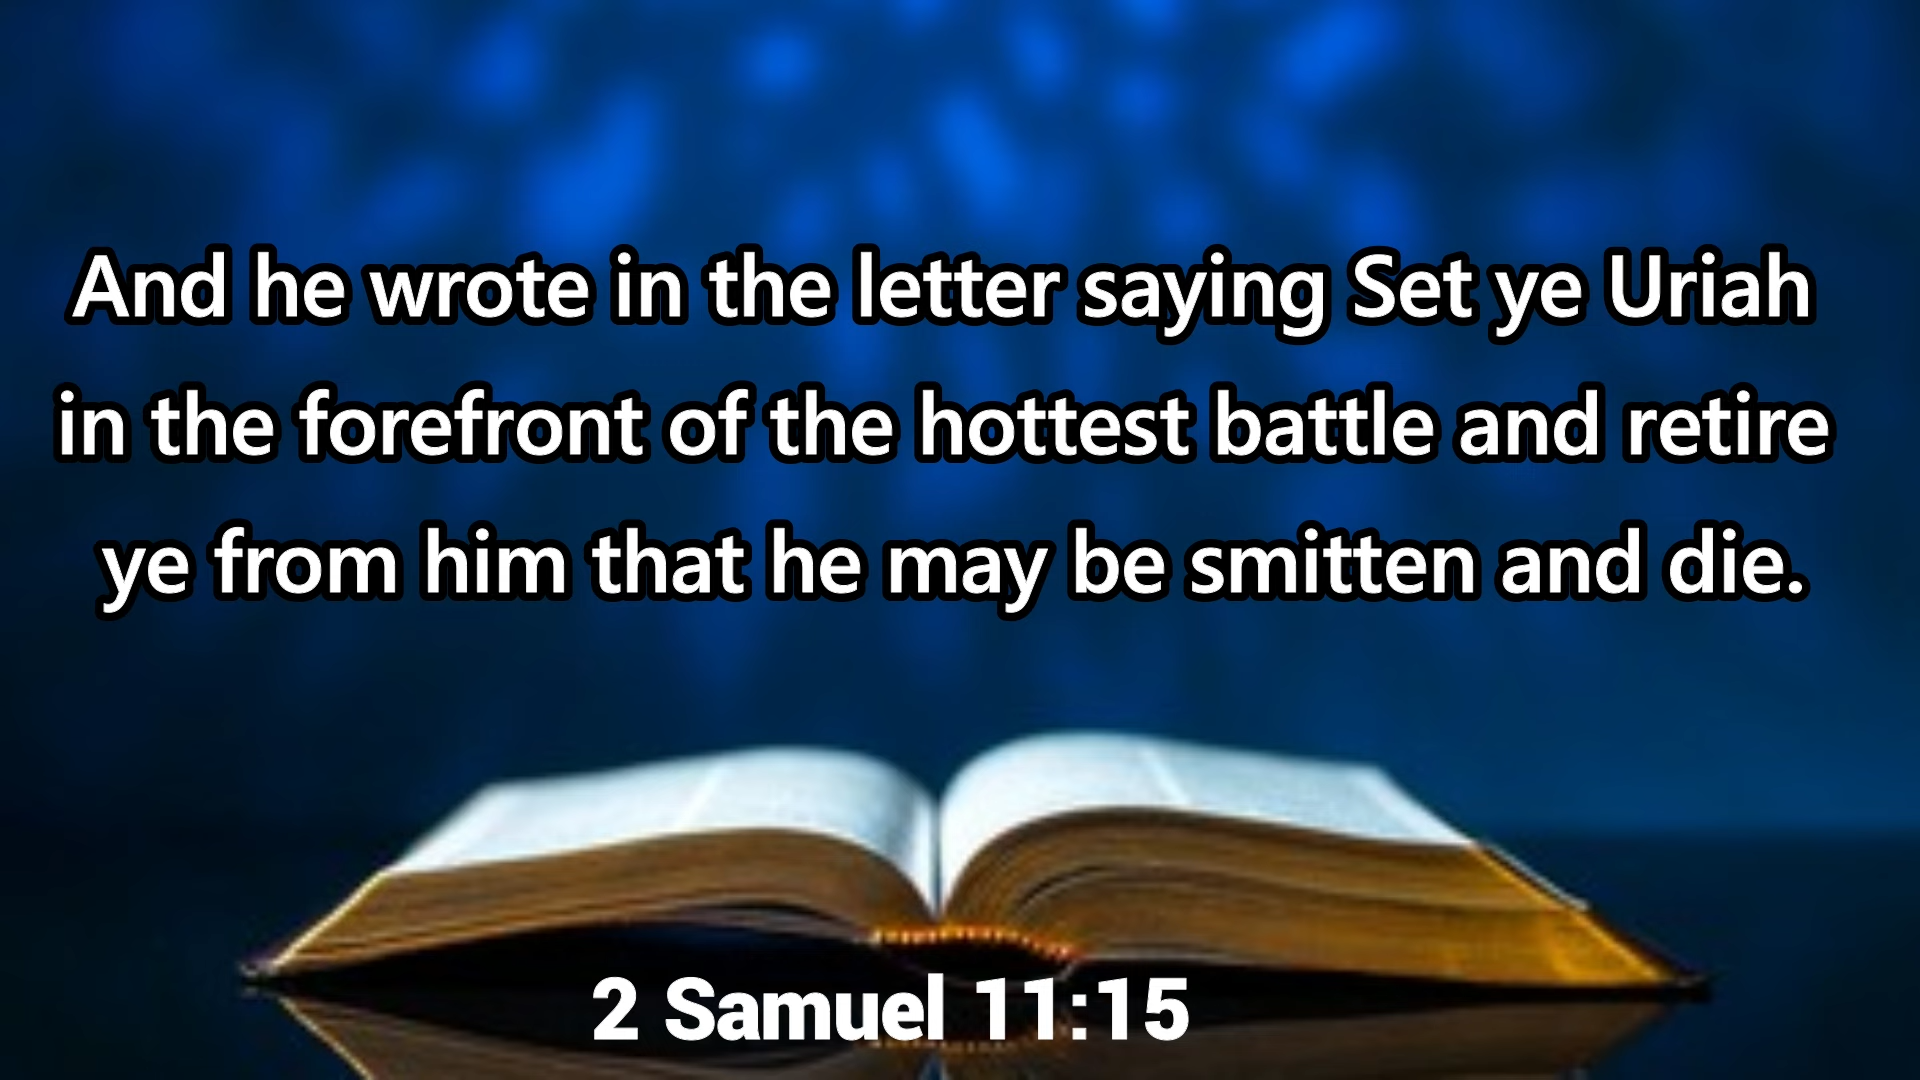 And he wrote in the letter saying Set ye Uriah
in the forefront of the hottest battle and retire
ye from him that he may be smitten and die.
2 Samuel 11:15